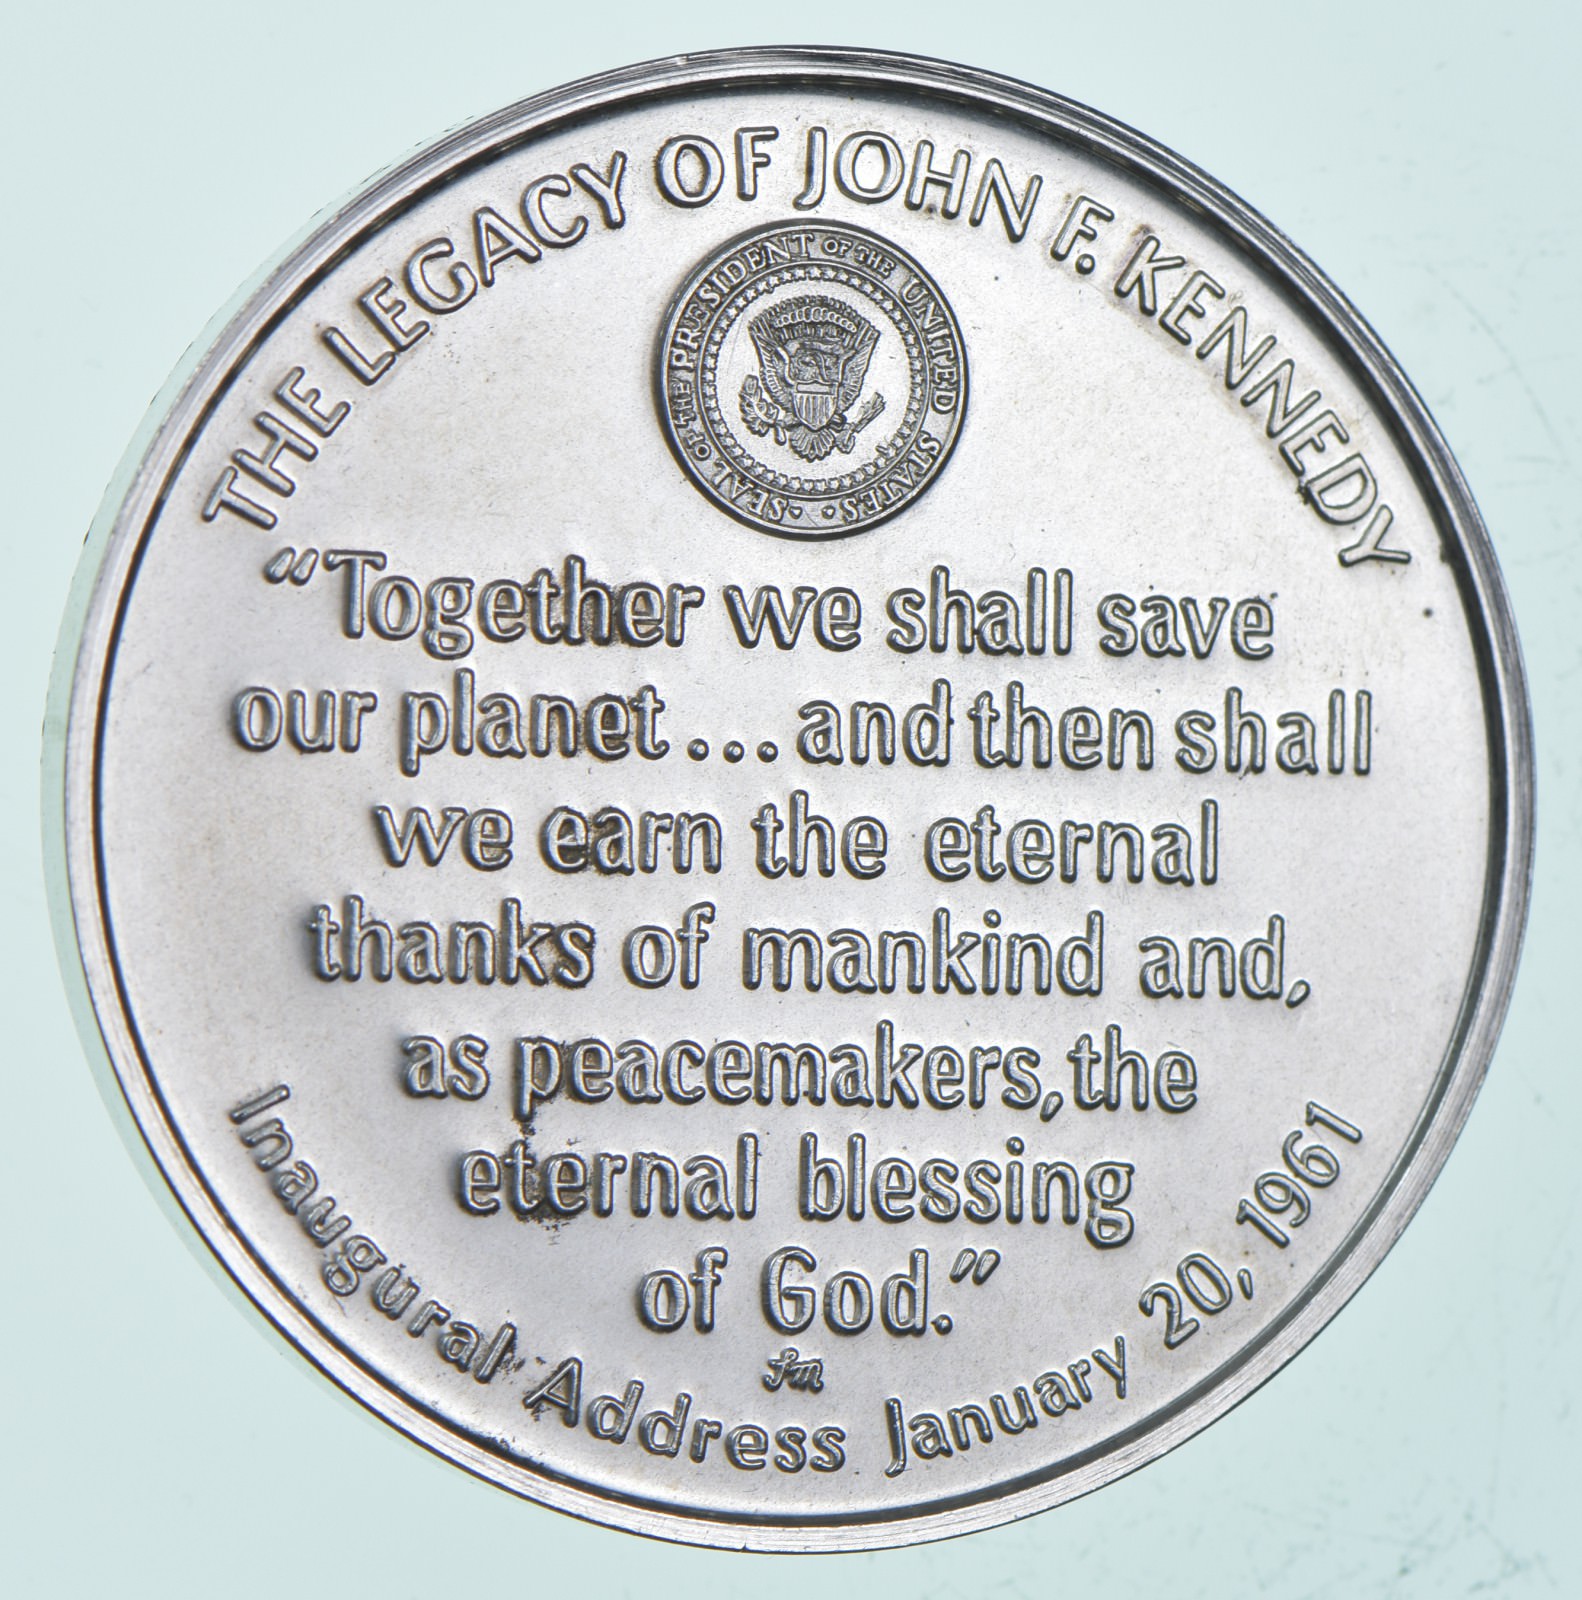 THE LEGACY OF JOHN F. KENNEDY
SEAL OF THE PRESIDENT OF THE UNITED STATES
“Together we shall save
our planet... and then shall
we earn the eternal
thanks of mankind and,
as peacemakers, the
eternal blessing
of God.”
fm
Inaugural Address January 20, 1961